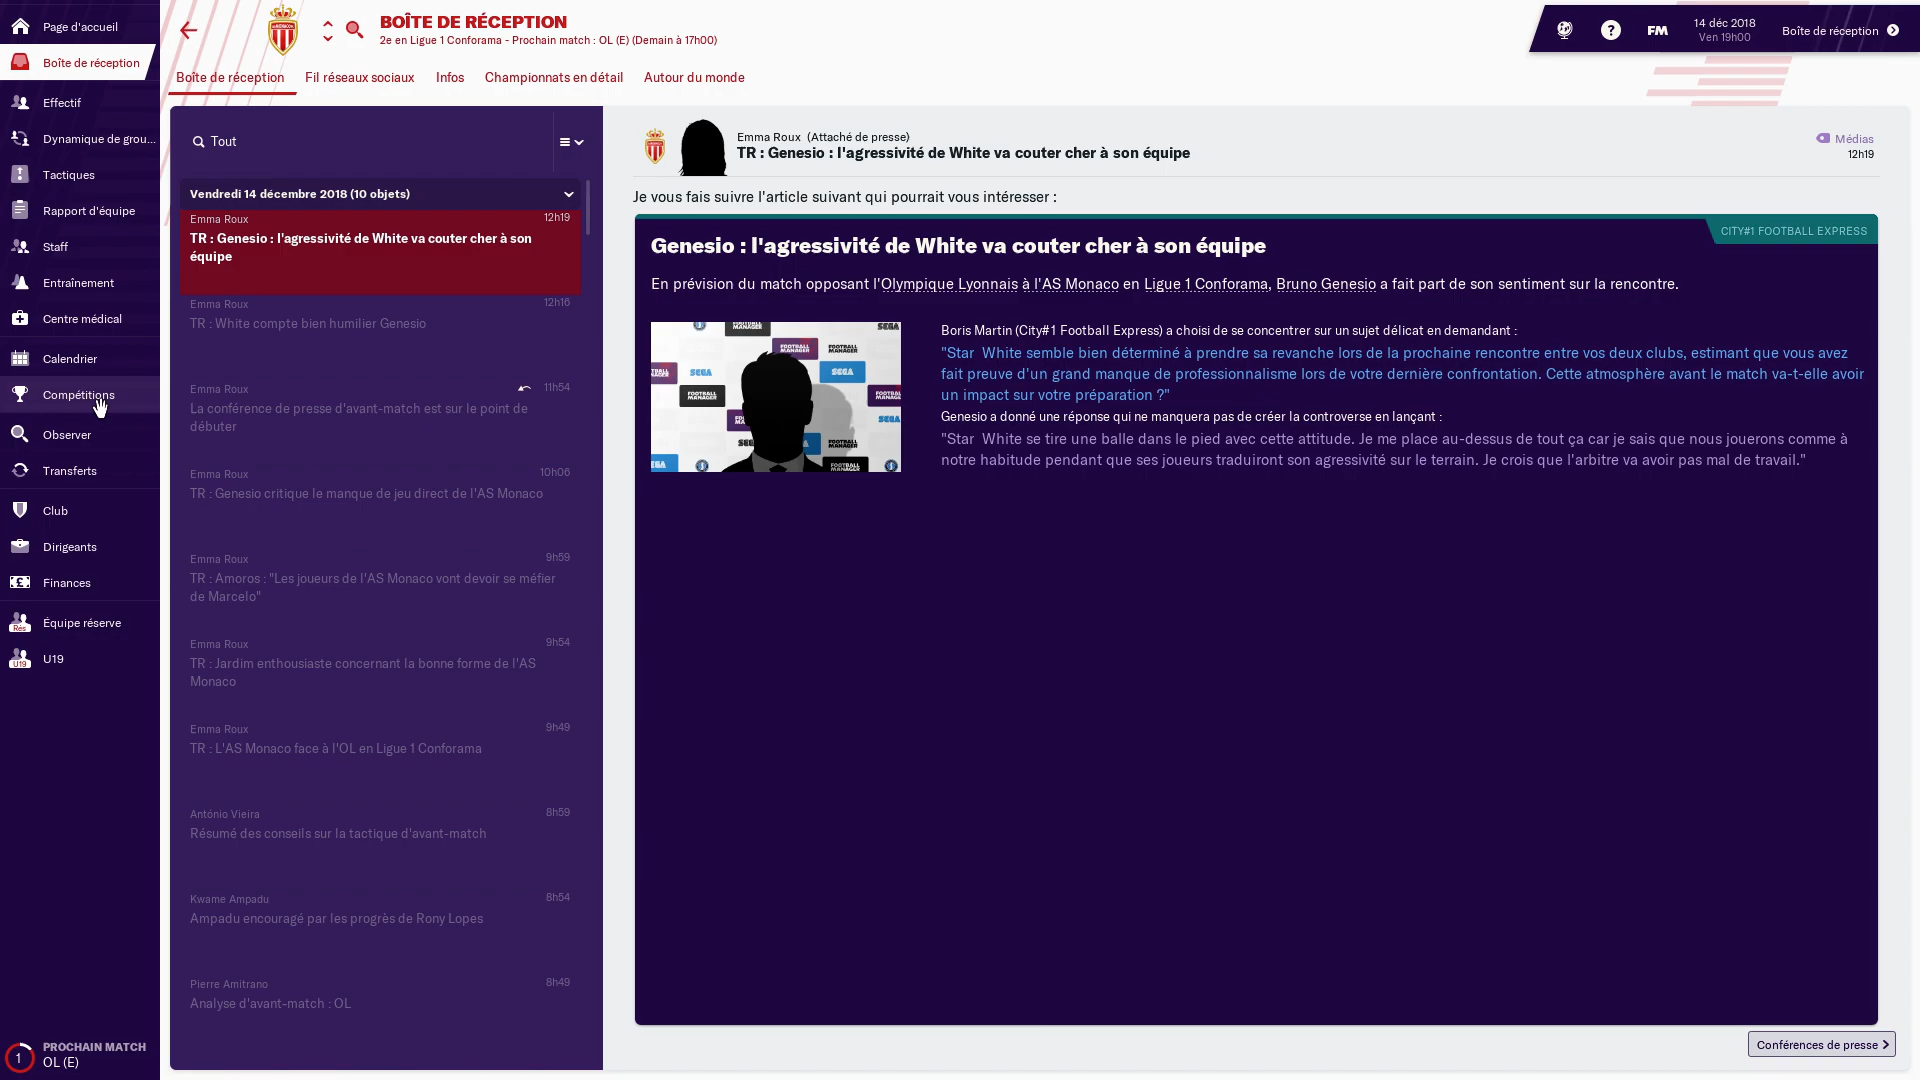 Page d'accueil
Boîte de réception
Effectif
Dynamique de grou...
Tactiques
Rapport d'équipe
Staff
Entraînement
Centre médical
Calendrier
Compétitions
Observer
Transferts
Club
Dirigeants
Finances
Rés
Équipe réserve
U19
U19
1
PROCHAIN MATCH
OL (E)
BOÎTE DE RÉCEPTION
2e en Ligue 1 Conforama - Prochain match : OL (E) (Demain à 17h00)
?
FM
14 déc 2018
Ven 19h00
Boîte de réception
Boîte de réception
Fil réseaux sociaux
Infos
Championnats en détail
Autour du monde
Tout
Vendredi 14 décembre 2018 (10 objets)
Emma Roux 12h19
TR : Genesio : l'agressivité de White va couter cher à son
équipe
Emma Roux 12h16
TR : White compte bien humilier Genesio
Emma Roux 11h54
La conférence de presse d'avant-match est sur le point de
débuter
Emma Roux 10h06
TR : Genesio critique le manque de jeu direct de l'AS Monaco
Emma Roux 9h59
TR : Amoros : "Les joueurs de l'AS Monaco vont devoir se méfier
de Marcelo"
Emma Roux 9h54
TR : Jardim enthousiaste concernant la bonne forme de l'AS
Monaco
Emma Roux 9h49
TR : L'AS Monaco face à l'OL en Ligue 1 Conforama
António Vieira 8h59
Résumé des conseils sur la tactique d'avant-match
Kwame Ampadu 8h54
Ampadu encouragé par les progrès de Rony Lopes
Pierre Amitrano 8h49
Analyse d'avant-match : OL
Emma Roux (Attaché de presse)
TR : Genesio : l'agressivité de White va couter cher à son équipe
Médias
12h19
Je vous fais suivre l'article suivant qui pourrait vous intéresser :
CITY#1 FOOTBALL EXPRESS
Genesio : l'agressivité de White va couter cher à son équipe
En prévision du match opposant l'Olympique Lyonnais à l'AS Monaco en Ligue 1 Conforama, Bruno Genesio a fait part de son sentiment sur la rencontre.
Boris Martin (City#1 Football Express) a choisi de se concentrer sur un sujet délicat en demandant :
"Star White semble bien déterminé à prendre sa revanche lors de la prochaine rencontre entre vos deux clubs, estimant que vous avez
fait preuve d'un grand manque de professionnalisme lors de votre dernière confrontation. Cette atmosphère avant le match va-t-elle avoir
un impact sur votre préparation ?"
Genesio a donné une réponse qui ne manquera pas de créer la controverse en lançant :
"Star White se tire une balle dans le pied avec cette attitude. Je me place au-dessus de tout ça car je sais que nous jouerons comme à
notre habitude pendant que ses joueurs traduiront son agressivité sur le terrain. Je crois que l'arbitre va avoir pas mal de travail."
MANAGER
SEGA
FOOTBALL MANAGER
FOOTBALL MANAGER
SEGA
SEGA
FOOTBALL MANAGER
FOOTBALL MANAGER
SEGA
FOOTBALL MANAGER
SEGA
FOOTBALL
Conférences de presse